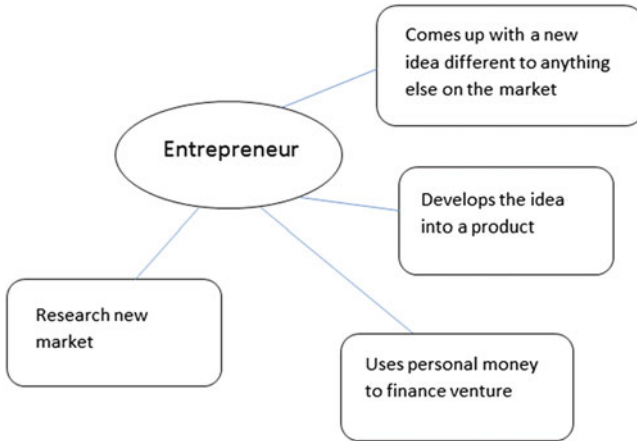 Comes up with a new
idea different to anything
else on the market
Entrepreneur
Develops the idea
into a product
Research new
market
Uses personal money
to finance venture